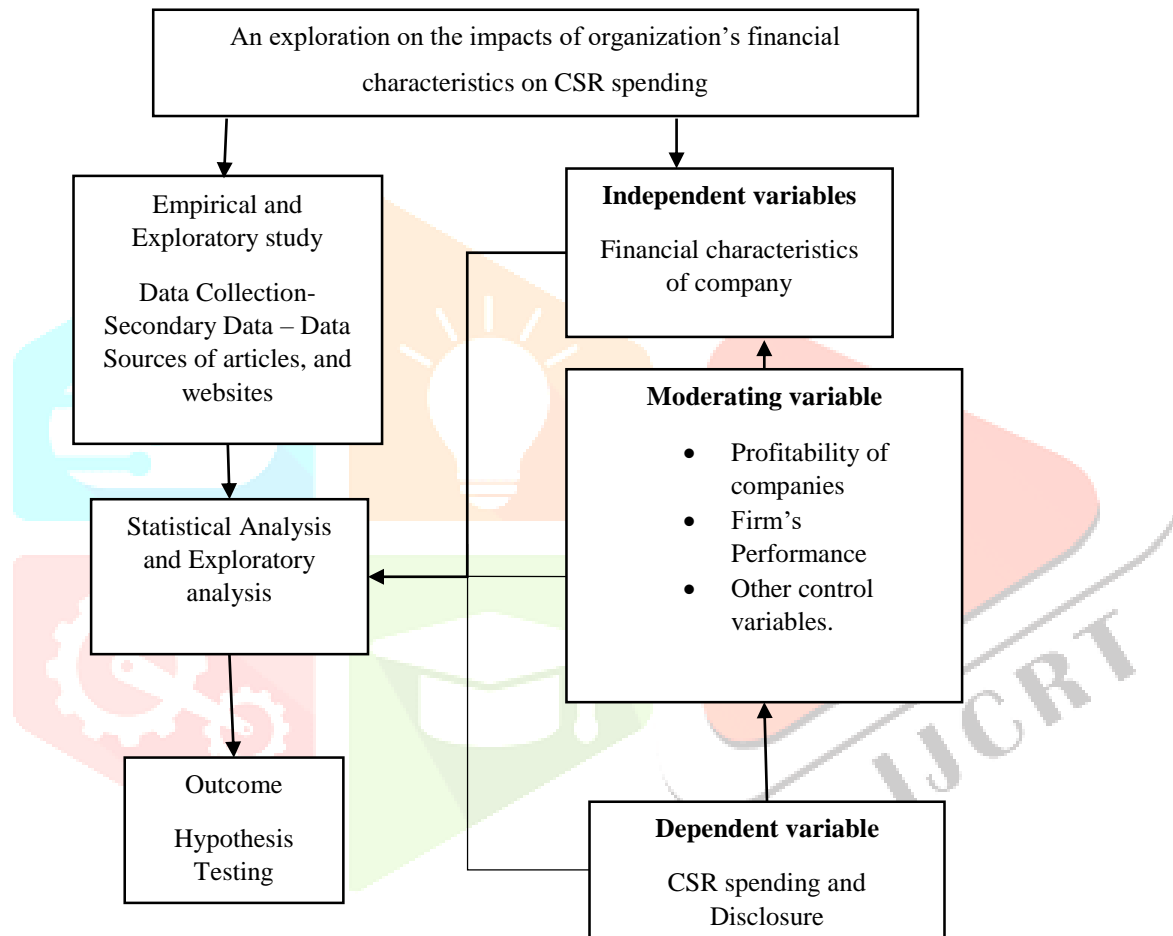 An exploration on the impacts of organization’s financial
characteristics on CSR spending
Empirical and
Exploratory study
Data Collection-
Secondary Data – Data
Sources of articles, and
websites
Independent variables
Financial characteristics
of company
Moderating variable
• Profitability of
companies
• Firm’s
Performance
• Other control
variables.
Statistical Analysis
and Exploratory
analysis
Outcome
Hypothesis
Testing
Dependent variable
CSR spending and
Disclosure
IJCRT